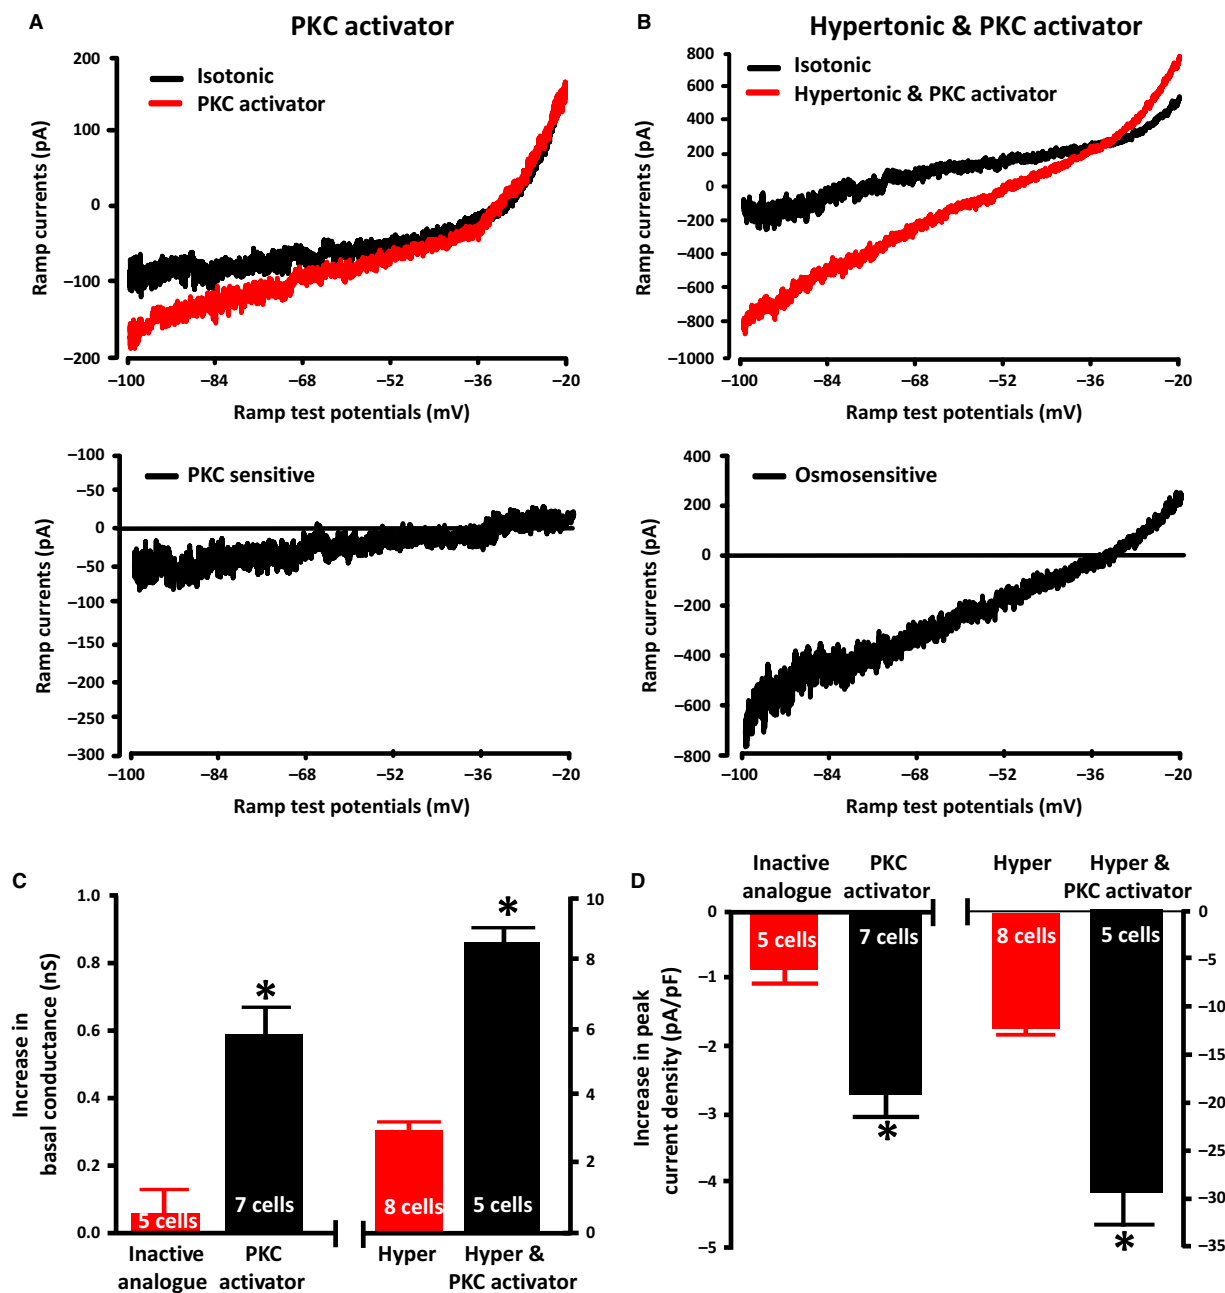 A
PKC activator
200
100
0
−100
−200
Ramp currents (pA)
Isotonic
PKC activator
−100 −84 −68 −52 −36 −20
Ramp test potentials (mV)
−100
−50
0
−50
−100
−150
−200
−250
−300
Ramp currents (pA)
PKC sensitive
−100 −84 −68 −52 −36 −20
Ramp test potentials (mV)
B
Hypertonic & PKC activator
800
600
400
200
0
−200
−400
−600
−800
−1000
Ramp currents (pA)
Isotonic
Hypertonic & PKC activator
−100 −84 −68 −52 −36 −20
Ramp test potentials (mV)
400
200
0
−200
−400
−600
−800
Ramp currents (pA)
Osmosensitive
−100 −84 −68 −52 −36 −20
Ramp test potentials (mV)
C
1.0
0.8
0.6
0.4
0.2
0.0
Increase in
basal conductance (nS)
*
*
5 cells
7 cells
8 cells
5 cells
10
8
6
4
2
0
Inactive
analogue
PKC
activator
Hyper
Hyper &
PKC activator
D
Inactive
analogue
PKC
activator
Hyper
Hyper &
PKC activator
0
−1
−2
−3
−4
−5
Increase in peak
current density (pA/pF)
5 cells
7 cells
8 cells
5 cells
*
*
0
−5
−10
−15
−20
−25
−30
−35